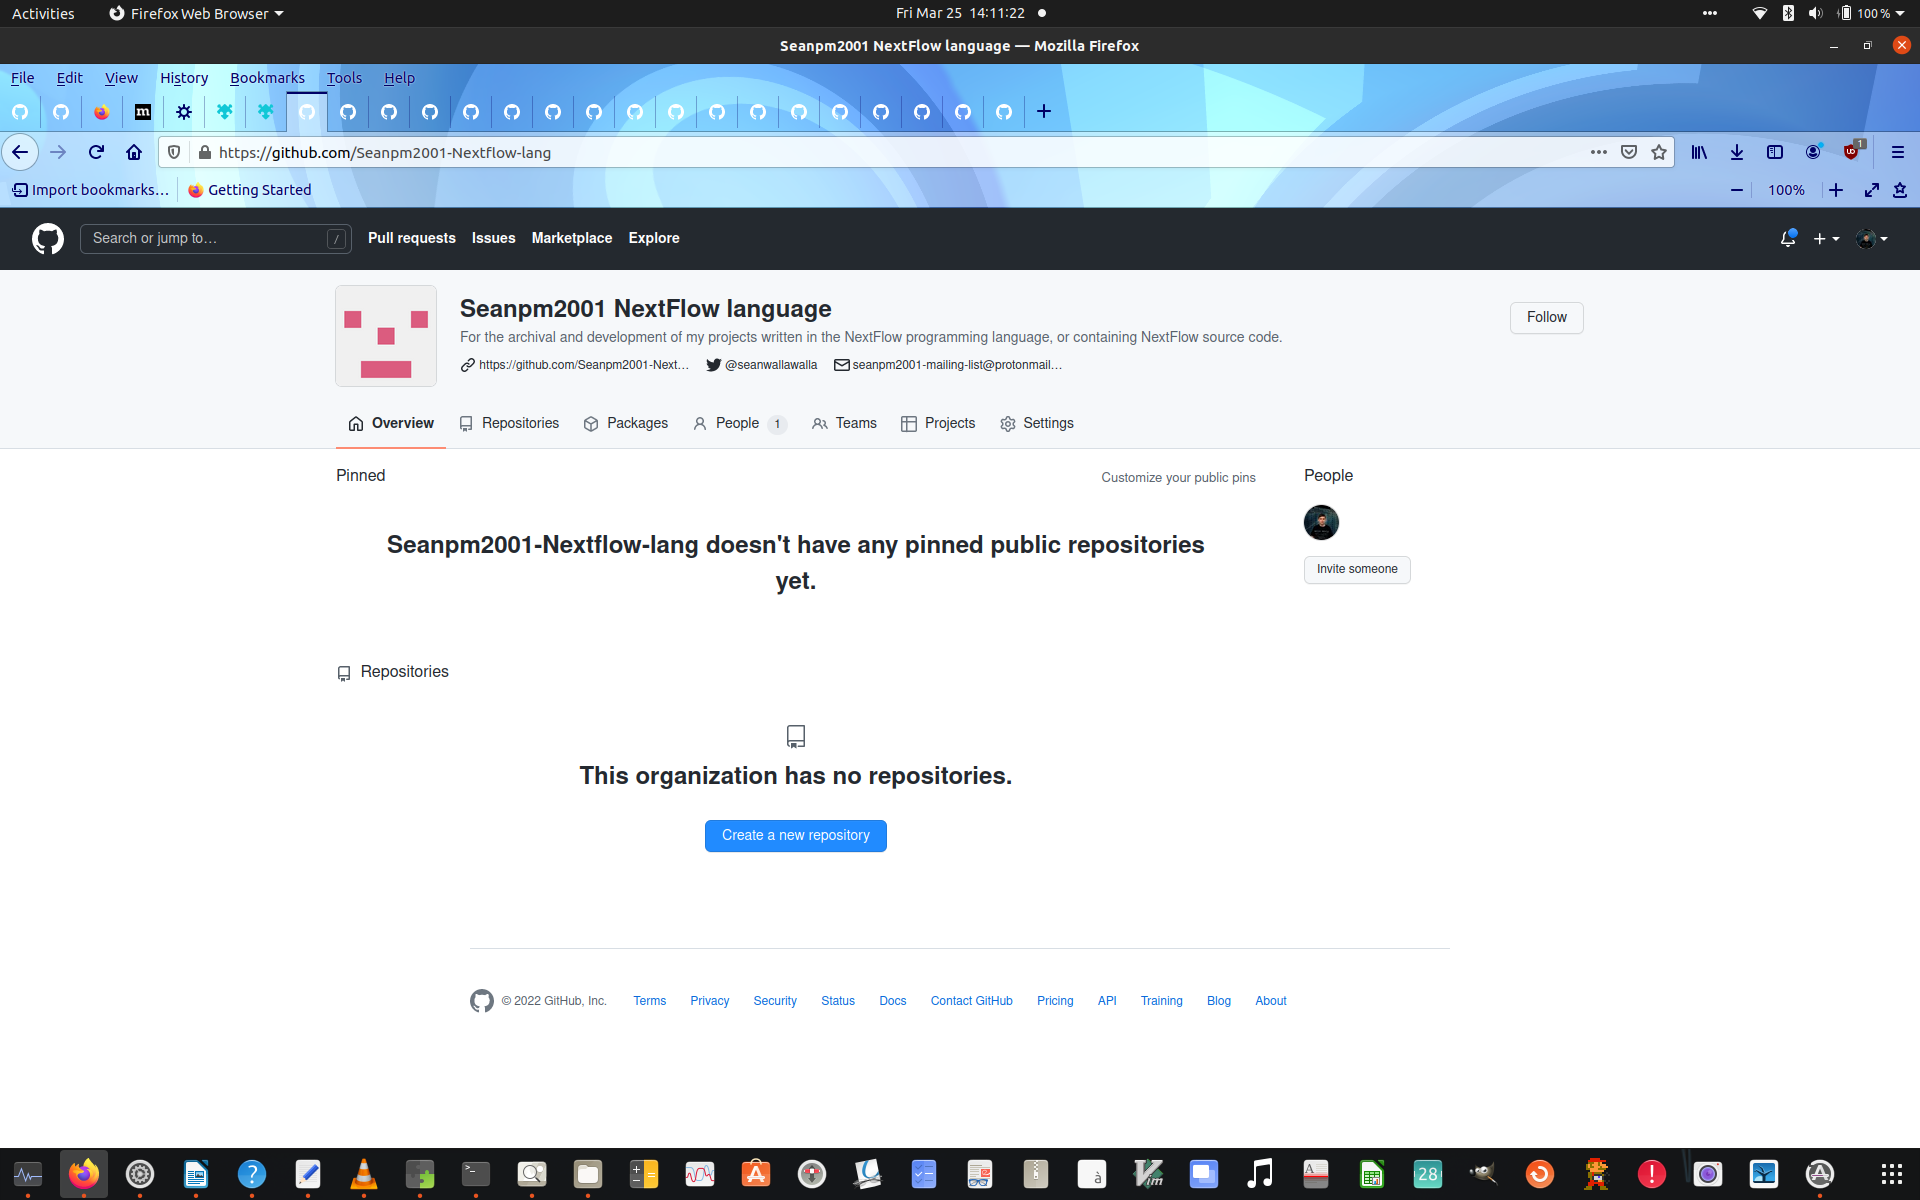 Activities
Firefox Web Browser
Fri Mar 25 14:11:22
100 %
Seanpm2001 NextFlow language — Mozilla Firefox
File Edit View History Bookmarks Tools Help
https://github.com/Seanpm2001-Nextflow-lang
1
Import bookmarks...
Getting Started
100%
Search or jump to...
/
Pull requests
Issues
Marketplace
Explore
Seanpm2001 NextFlow language
For the archival and development of my projects written in the NextFlow programming language, or containing NextFlow source code.
https://github.com/Seanpm2001-Next...
@seanwallawalla
seanpm2001-mailing-list@protonmail...
Follow
Overview
Repositories
Packages
People 1
Teams
Projects
Settings
Pinned
Customize your public pins
Seanpm2001-Nextflow-lang doesn't have any pinned public repositories
yet.
People
Invite someone
Repositories
This organization has no repositories.
Create a new repository
© 2022 GitHub, Inc.
Terms
Privacy
Security
Status
Docs
Contact GitHub
Pricing
API
Training
Blog
About
28